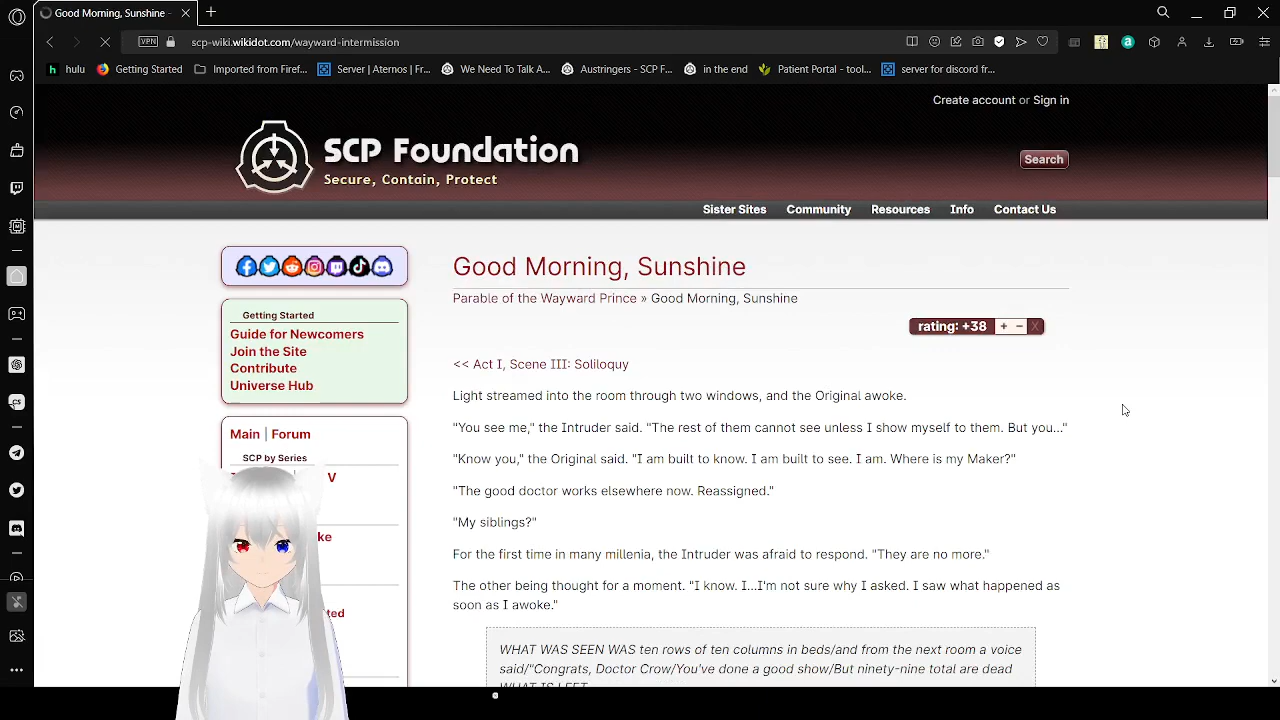 Good Morning, Sunshine -
scp-wiki.wikidot.com/wayward-intermission
VPN
hulu
Getting Started
Imported from Firef...
Server | Aternos | Fr...
We Need To Talk A...
Austringers - SCP F...
in the end
Patient Portal - tool...
server for discord fr...
Create account or Sign in
SCP Foundation
Secure, Contain, Protect
Search
Sister Sites
Community
Resources
Info
Contact Us
Getting Started
Guide for Newcomers
Join the Site
Contribute
Universe Hub
Main | Forum
SCP by Series
V
ke
ted
Good Morning, Sunshine
Parable of the Wayward Prince » Good Morning, Sunshine
rating: +38 + − X
<< Act I, Scene III: Soliloquy
Light streamed into the room through two windows, and the Original awoke.
"You see me," the Intruder said. "The rest of them cannot see unless I show myself to them. But you..."
"Know you," the Original said. "I am built to know. I am built to see. I am. Where is my Maker?"
"The good doctor works elsewhere now. Reassigned."
"My siblings?"
For the first time in many millenia, the Intruder was afraid to respond. "They are no more."
The other being thought for a moment. "I know. I...I'm not sure why I asked. I saw what happened as
soon as I awoke."
WHAT WAS SEEN WAS ten rows of ten columns in beds/and from the next room a voice
said/"Congrats, Doctor Crow/You've done a good show/But ninety-nine total are dead
WHAT IS LEFT